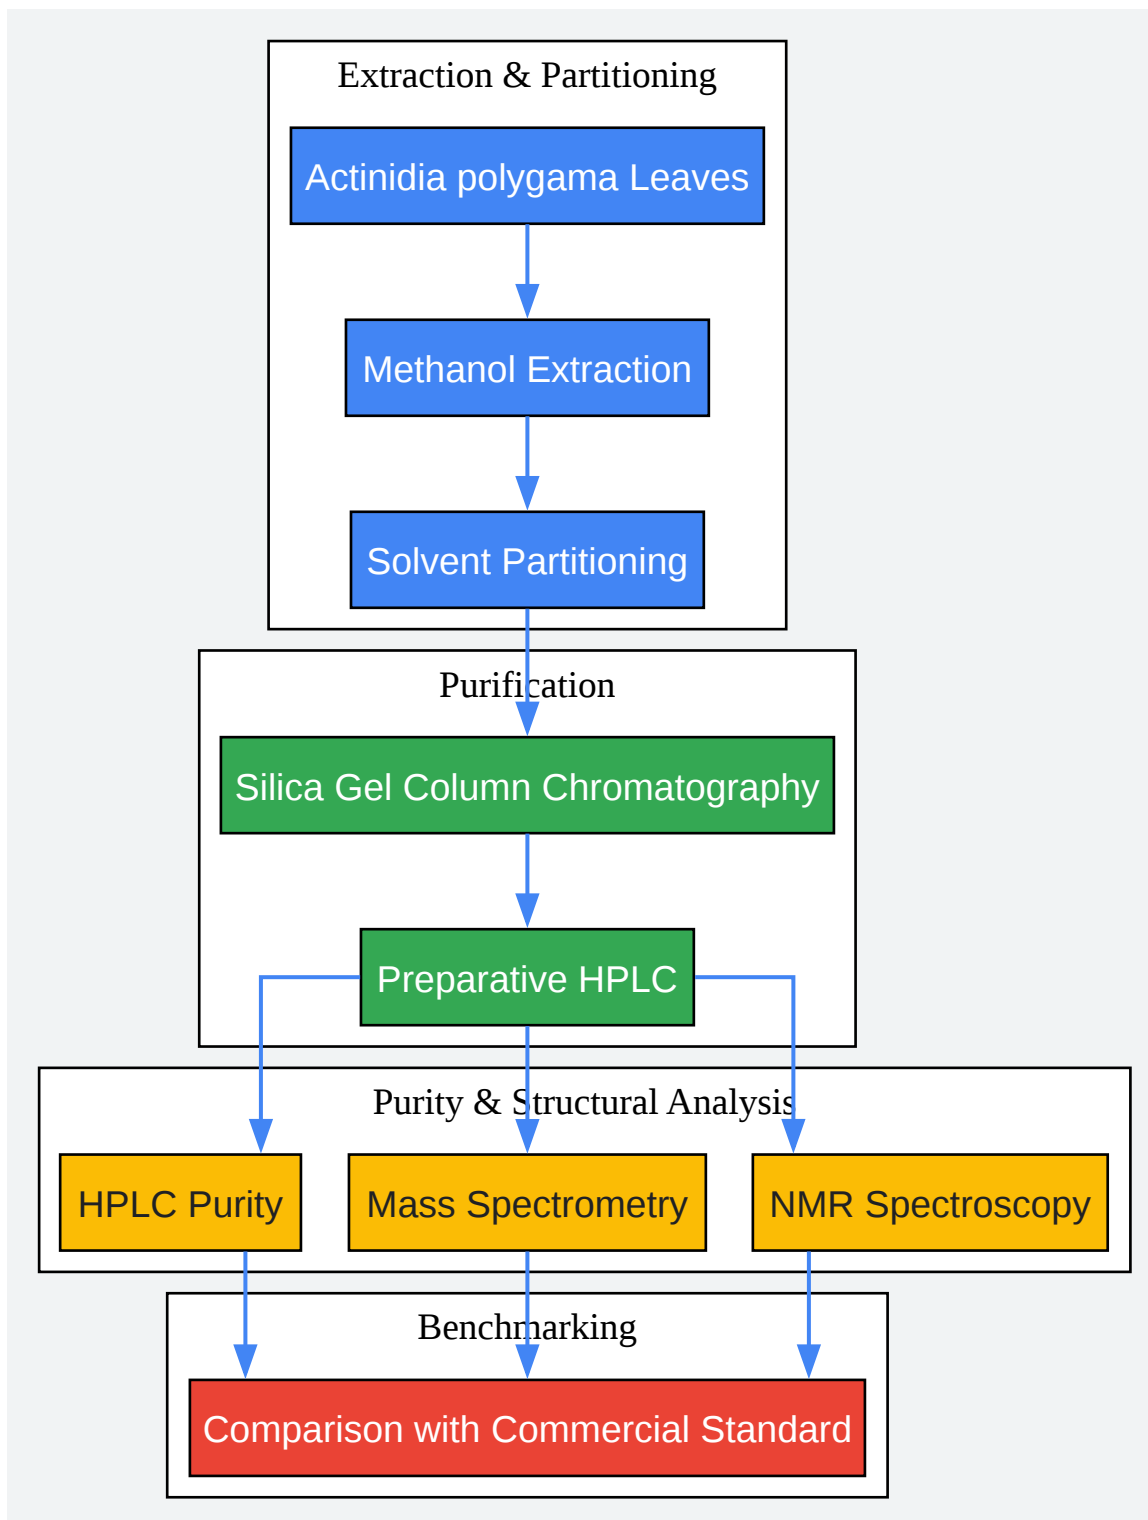 Extraction & Partitioning
Actinidia polygama Leaves
Methanol Extraction
Solvent Partitioning
Purification
Silica Gel Column Chromatography
Preparative HPLC
Purity & Structural Analysis
HPLC Purity
Mass Spectrometry
NMR Spectroscopy
Benchmarking
Comparison with Commercial Standard